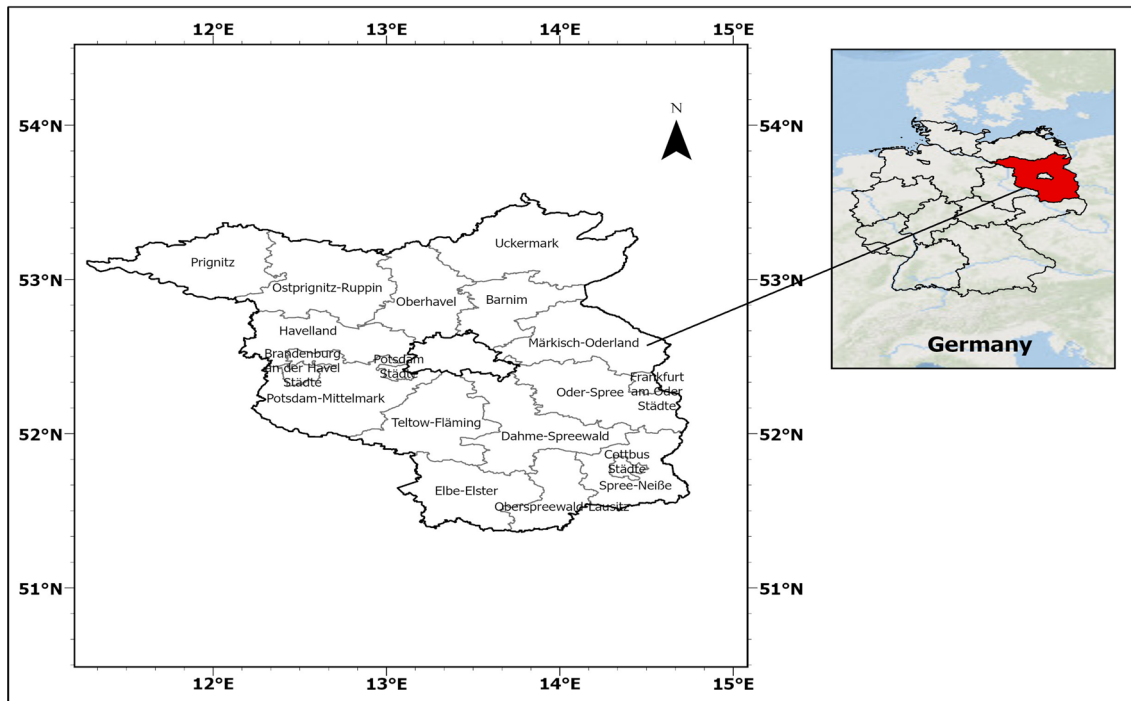 12°E
13°E
14°E
15°E
54°N
54°N
N
Uckermark
Prignitz
53°N
53°N
Ostprignitz-Ruppin
Oberhavel
Barnim
Havelland
Märkisch-Oderland
Brandenburg
an der Havel
Städte
Potsdam
Städte
Germany
Frankfurt
am Oder
Städte
Oder-Spree
Potsdam-Mittelmark
Teltow-Fläming
52°N
52°N
Dahme-Spreewald
Cottbus
Städte
Spree-Neiße
Elbe-Elster
Oberspreewald-Lausitz
51°N
51°N
12°E
13°E
14°E
15°E